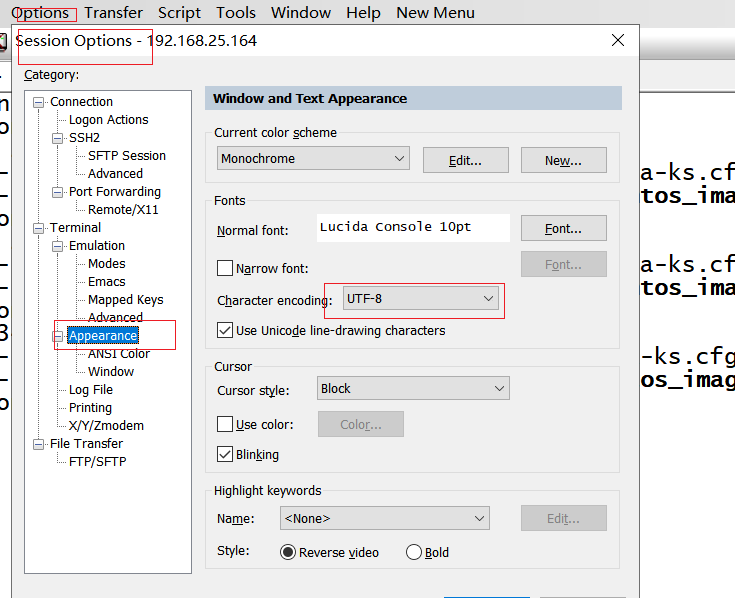 Options Transfer Script Tools Window Help New Menu
Session Options - 192.168.25.164
Category:
Connection
Logon Actions
SSH2
SFTP Session
Advanced
Port Forwarding
Remote/X11
Terminal
Emulation
Modes
Emacs
Mapped Keys
Advanced
Appearance
ANSI Color
Window
Log File
Printing
X/Y/Zmodem
File Transfer
FTP/SFTP
Window and Text Appearance
Current color scheme
Monochrome Edit... New...
Fonts
Normal font: Lucida Console 10pt Font...
Narrow font: Font...
Character encoding: UTF-8
Use Unicode line-drawing characters
Cursor
Cursor style: Block
Use color: Color...
Blinking
Highlight keywords
Name: <None> Edit...
Style: Reverse video Bold
a-ks.cf
tos_ima
a-ks.cf
tos_ima
-ks.cfg
os_imag